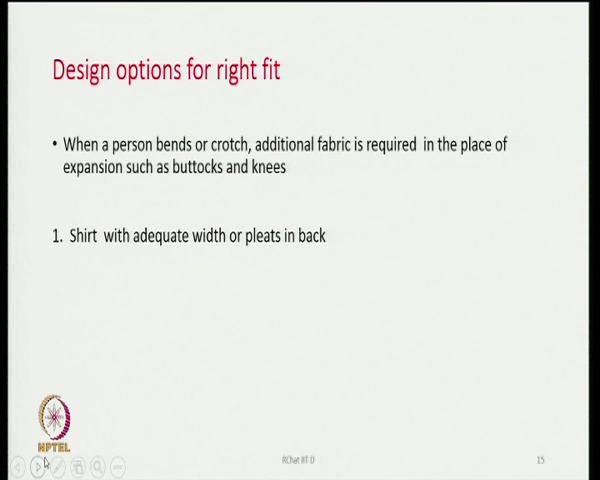 Design options for right fit
• When a person bends or crotch, additional fabric is required in the place of
expansion such as buttocks and knees
1. Shirt with adequate width or pleats in back
NPTEL
RChat IIT D
15